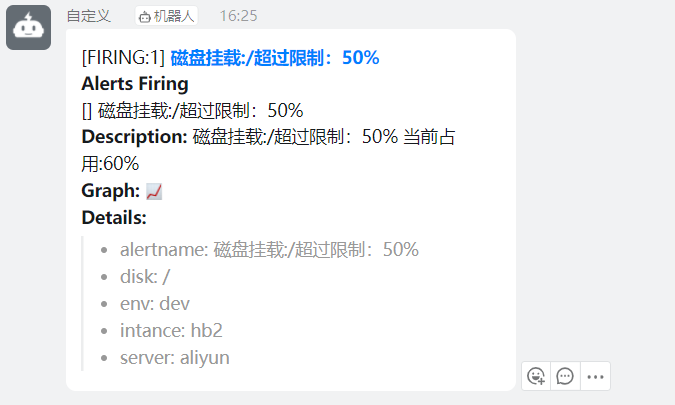 自定义 机器人 16:25
[FIRING:1] 磁盘挂载:/超过限制：50%
Alerts Firing
[] 磁盘挂载:/超过限制：50%
Description: 磁盘挂载:/超过限制：50% 当前占
用:60%
Graph: 📈
Details:
• alertname: 磁盘挂载:/超过限制：50%
• disk: /
• env: dev
• intance: hb2
• server: aliyun